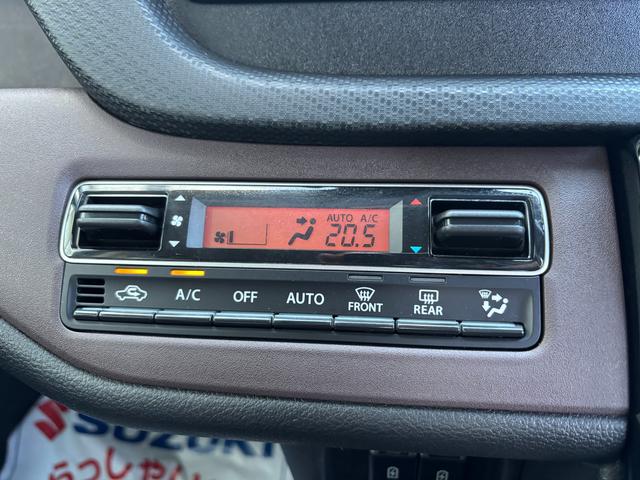 AUTO A/C
20.5
A/C OFF AUTO FRONT REAR
SUZUKI
らっしゃい